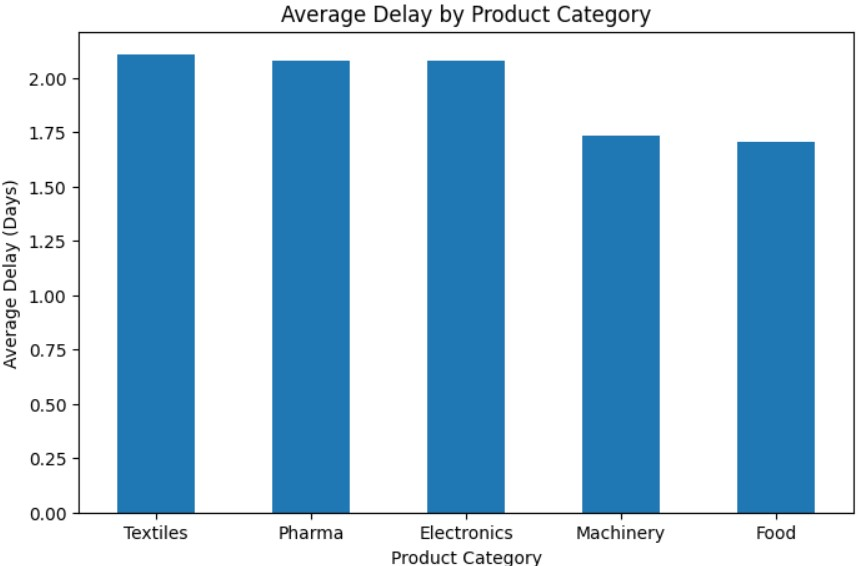 Average Delay by Product Category
Average Delay (Days)
2.00
1.75
1.50
1.25
1.00
0.75
0.50
0.25
0.00
Textiles Pharma Electronics Machinery Food
Product Category